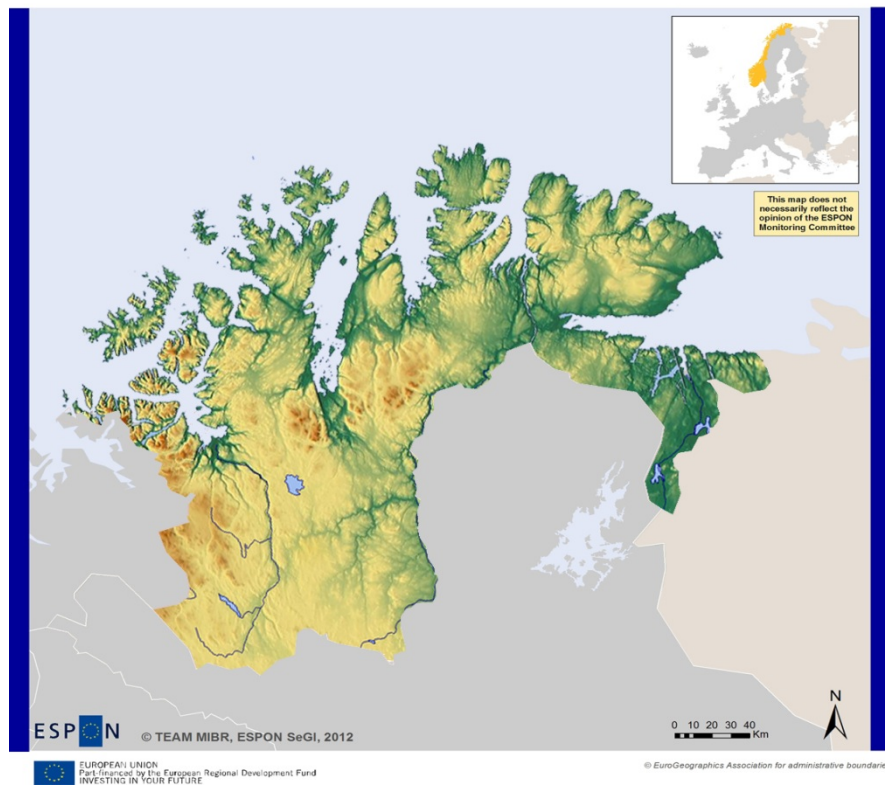 This map does not
necessarily reflect the
opinion of the ESPON
Monitoring Committee
N
0 10 20 30 40
Km
ESPON
© TEAM MIBR, ESPON SeGI, 2012
EUROPEAN UNION
Part-financed by the European Regional Development Fund
INVESTING IN YOUR FUTURE
© EuroGeographics Association for administrative boundarie